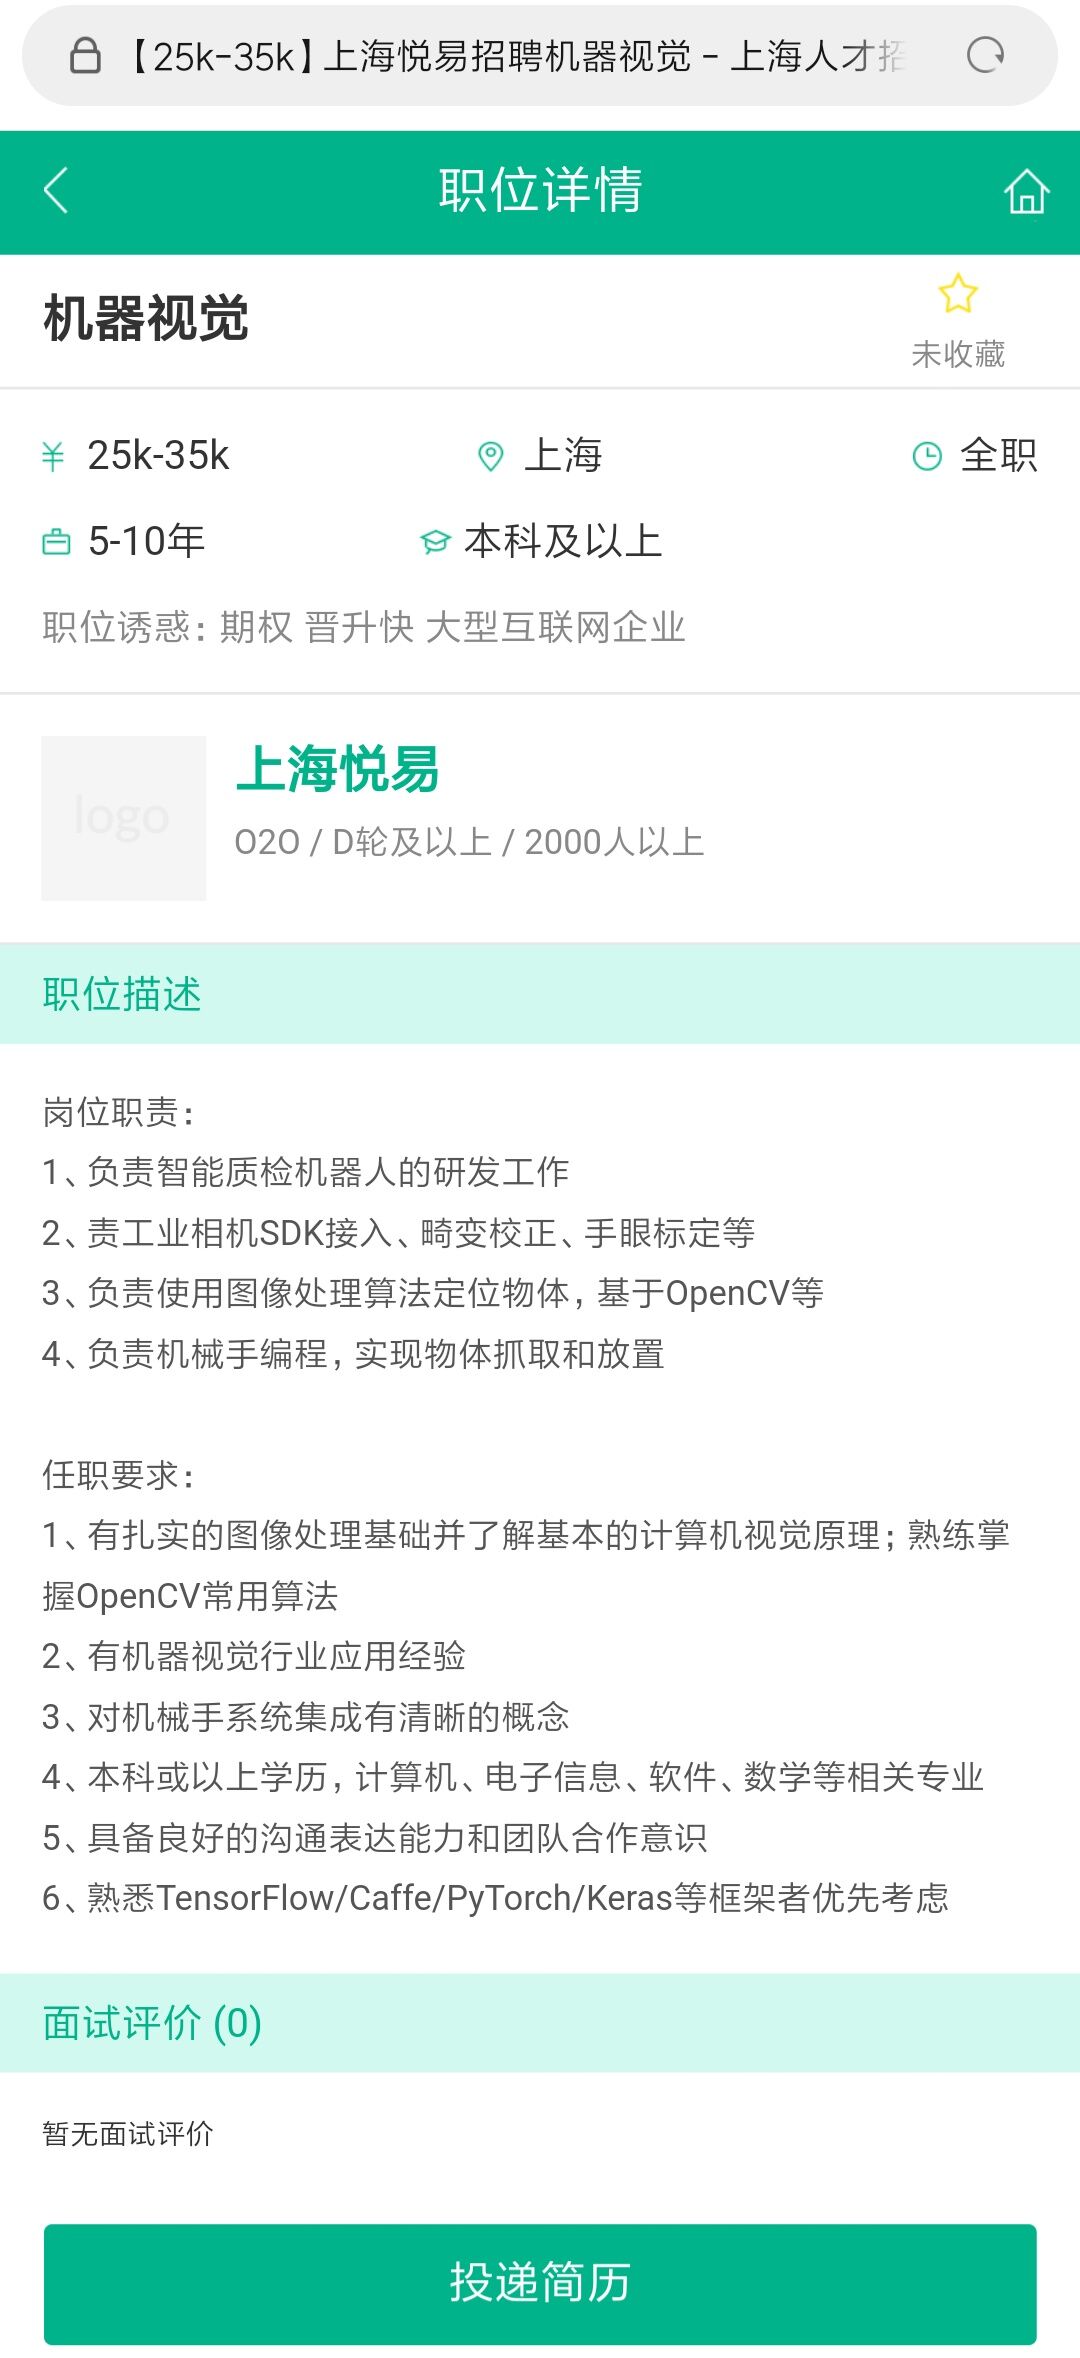 【25k-35k】上海悦易招聘机器视觉 - 上海人才招
职位详情
机器视觉
未收藏
25k-35k 上海 全职
5-10年 本科及以上
职位诱惑：期权 晋升快 大型互联网企业
logo
上海悦易
O2O / D轮及以上 / 2000人以上
职位描述
岗位职责：
1、负责智能质检机器人的研发工作
2、责工业相机SDK接入、畸变校正、手眼标定等
3、负责使用图像处理算法定位物体，基于OpenCV等
4、负责机械手编程，实现物体抓取和放置
任职要求：
1、有扎实的图像处理基础并了解基本的计算机视觉原理；熟练掌
握OpenCV常用算法
2、有机器视觉行业应用经验
3、对机械手系统集成有清晰的概念
4、本科或以上学历，计算机、电子信息、软件、数学等相关专业
5、具备良好的沟通表达能力和团队合作意识
6、熟悉TensorFlow/Caffe/PyTorch/Keras等框架者优先考虑
面试评价 (0)
暂无面试评价
投递简历